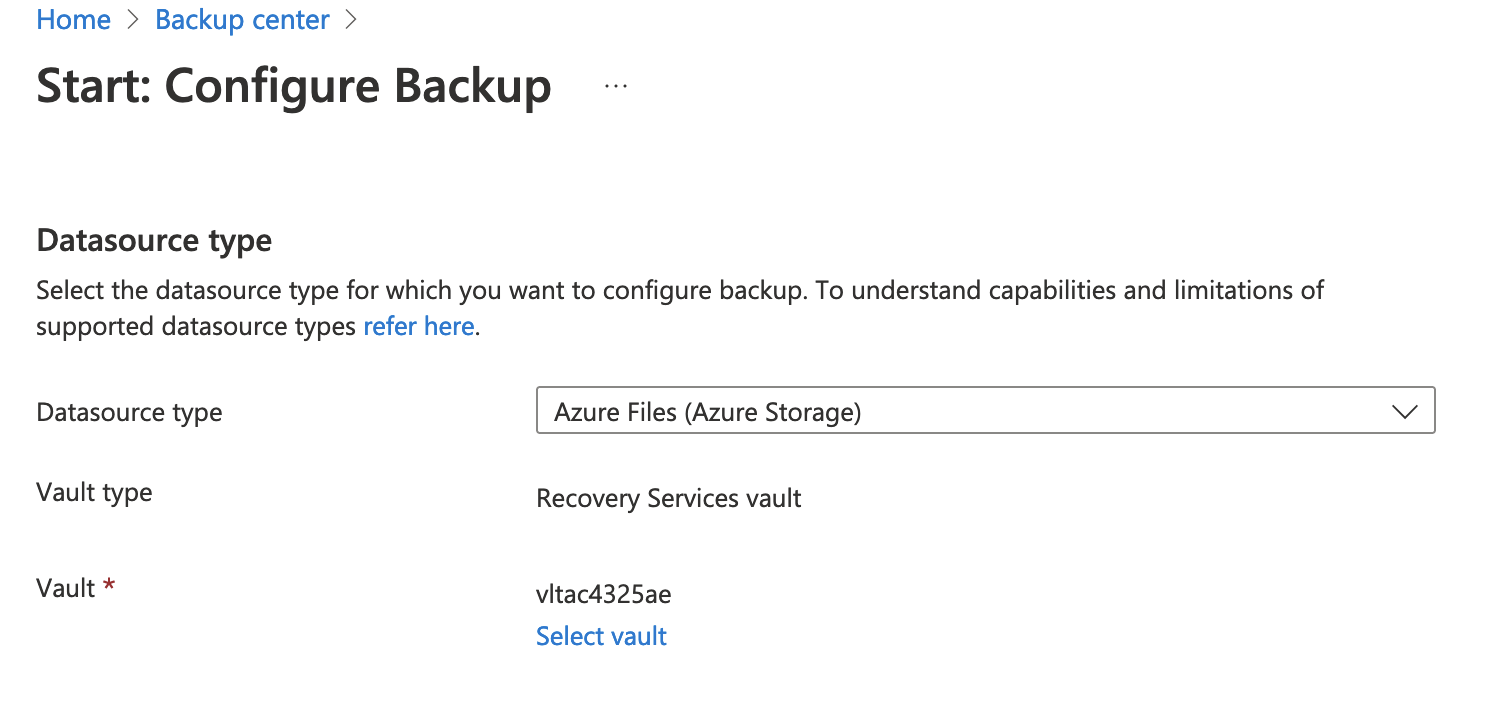 Home > Backup center >
Start: Configure Backup ...
Datasource type
Select the datasource type for which you want to configure backup. To understand capabilities and limitations of
supported datasource types refer here.
Datasource type Azure Files (Azure Storage)
Vault type Recovery Services vault
Vault * vltac4325ae
Select vault